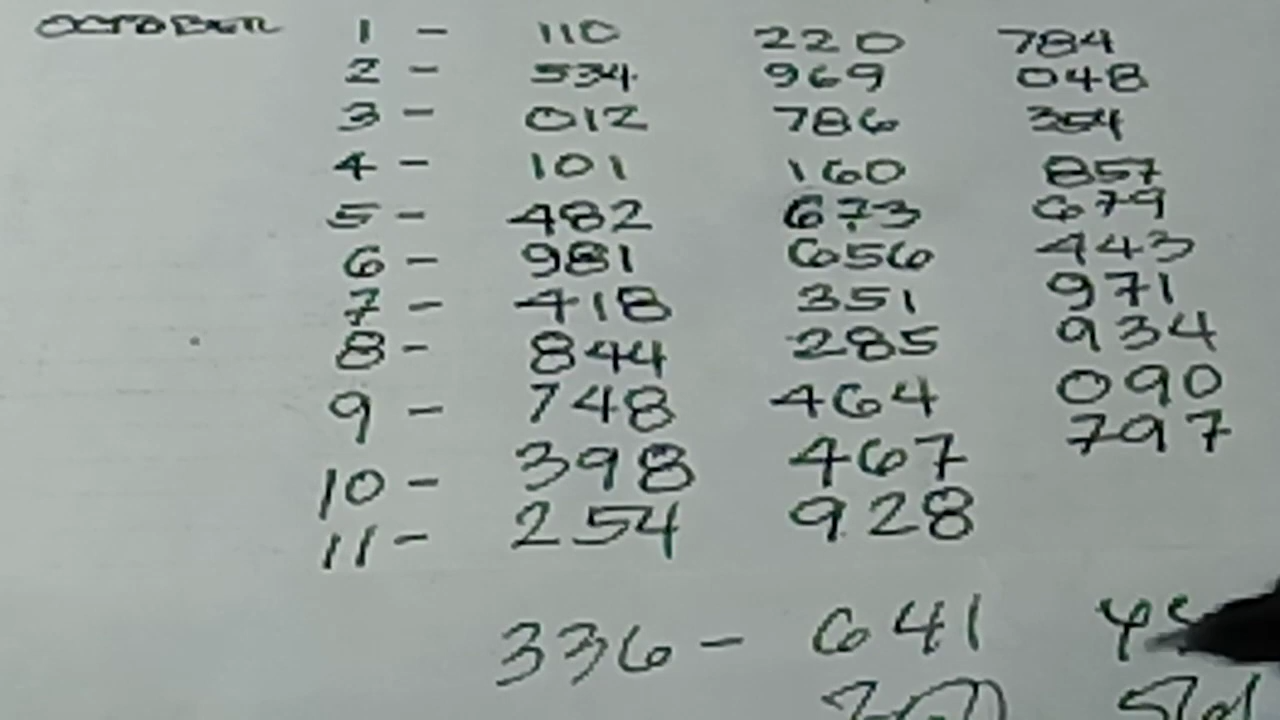 OCTOBER 1 - 110 220 784
2 - 534 969 048
3 - 012 786 354
4 - 101 160 857
5 - 482 673 679
6 - 981 656 443
7 - 418 351 971
8 - 844 285 934
9 - 748 464 090
10 - 398 467 797
11 - 254 928
336 - 641